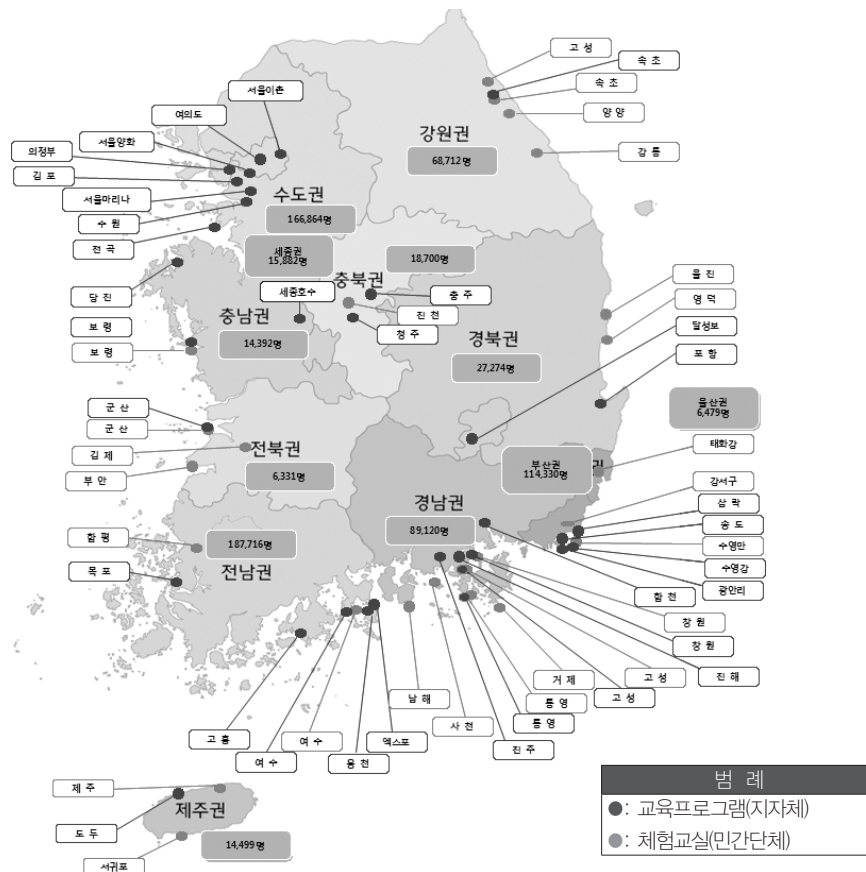 고 성
속 초
서울이촌
속 초
여의도
양 양
서울양화
강원권
의정부
강 릉
68,712명
김 포
서울마리나
수도권
수 원
166,864명
전 곡
세종권
15,882명
18,700명
충북권
울 진
세종호수
당 진
충 주
영 덕
진 천
충남권
보 령
청 주
경북권
달성보
14,392명
보 령
27,274명
포 항
울산권
6,479명
군 산
군 산
태화강
김 제
전북권
부산권
114,330명
부 안
6,331명
강서구
경남권
삼 락
89,120명
송 도
함 평
187,716명
수영만
전남권
수영강
목 포
광안리
합 천
창 원
창 원
진 해
거 제
고 성
남 해
통 영
고 성
사 천
통 영
고 흥
여 수
엑스포
진 주
여 수
웅 천
범 례
제 주
●: 교육프로그램(지자체)
제주권
도 두
●: 체험교실(민간단체)
14,499명
서귀포